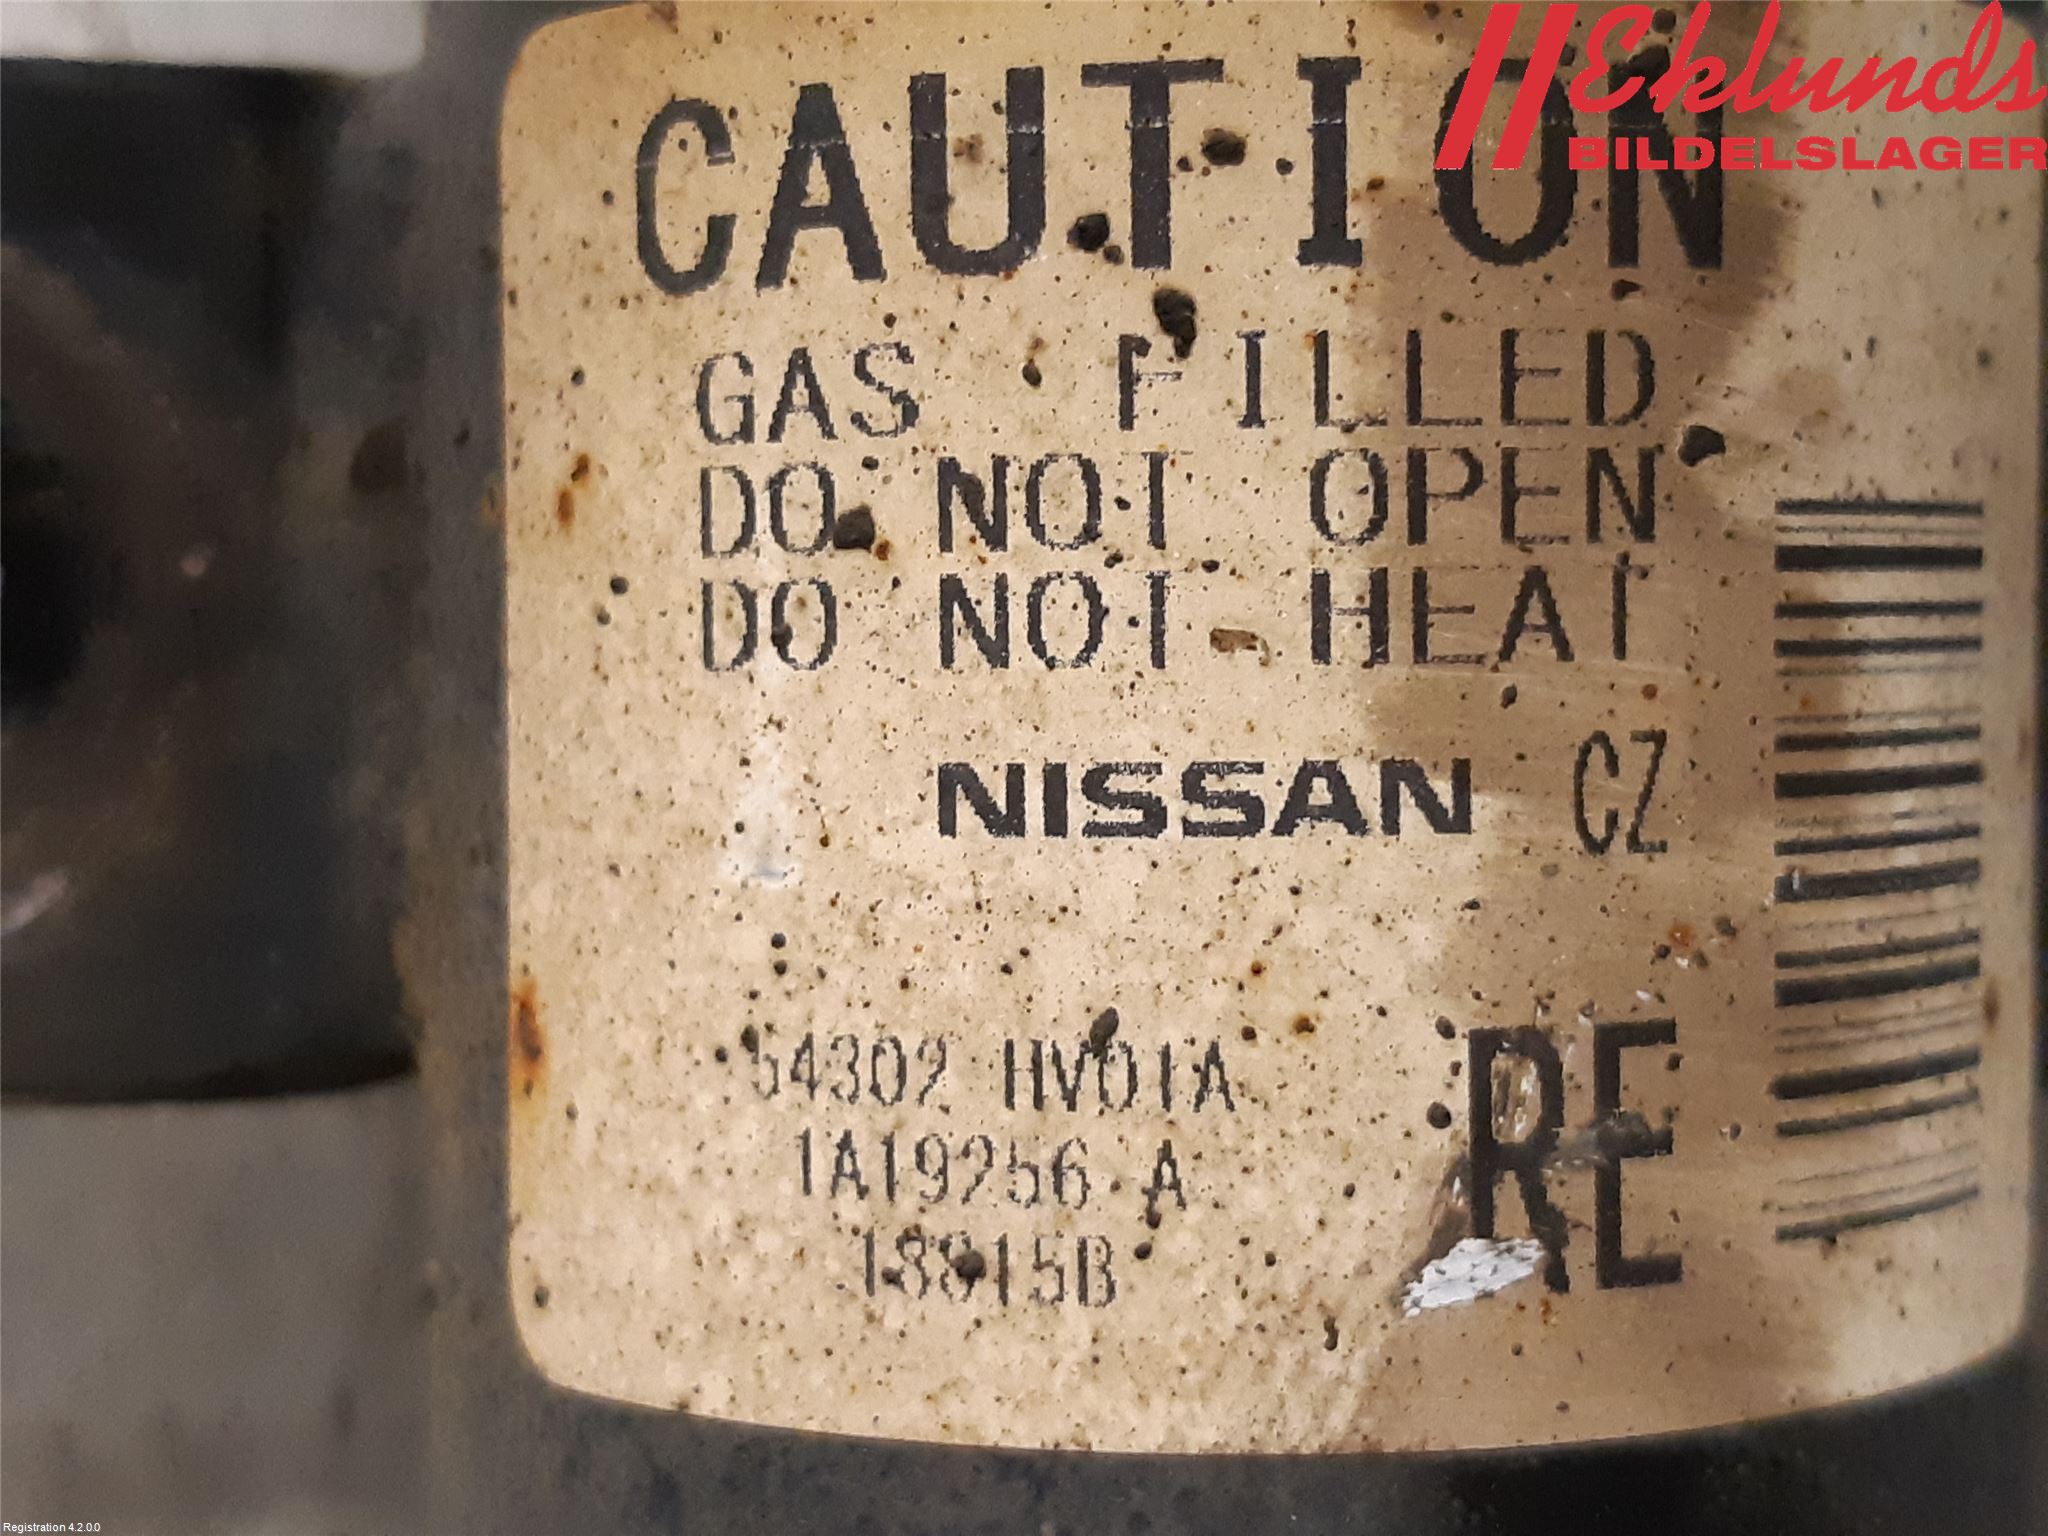 Eklunds
BILDELSLAGER
CAUTION
GAS FILLED
DO NOT OPEN
DO NOT HEAT
NISSAN CZ
54302 HV01A
RE
1A19256 A
18815B
Registration 4.2.0.0